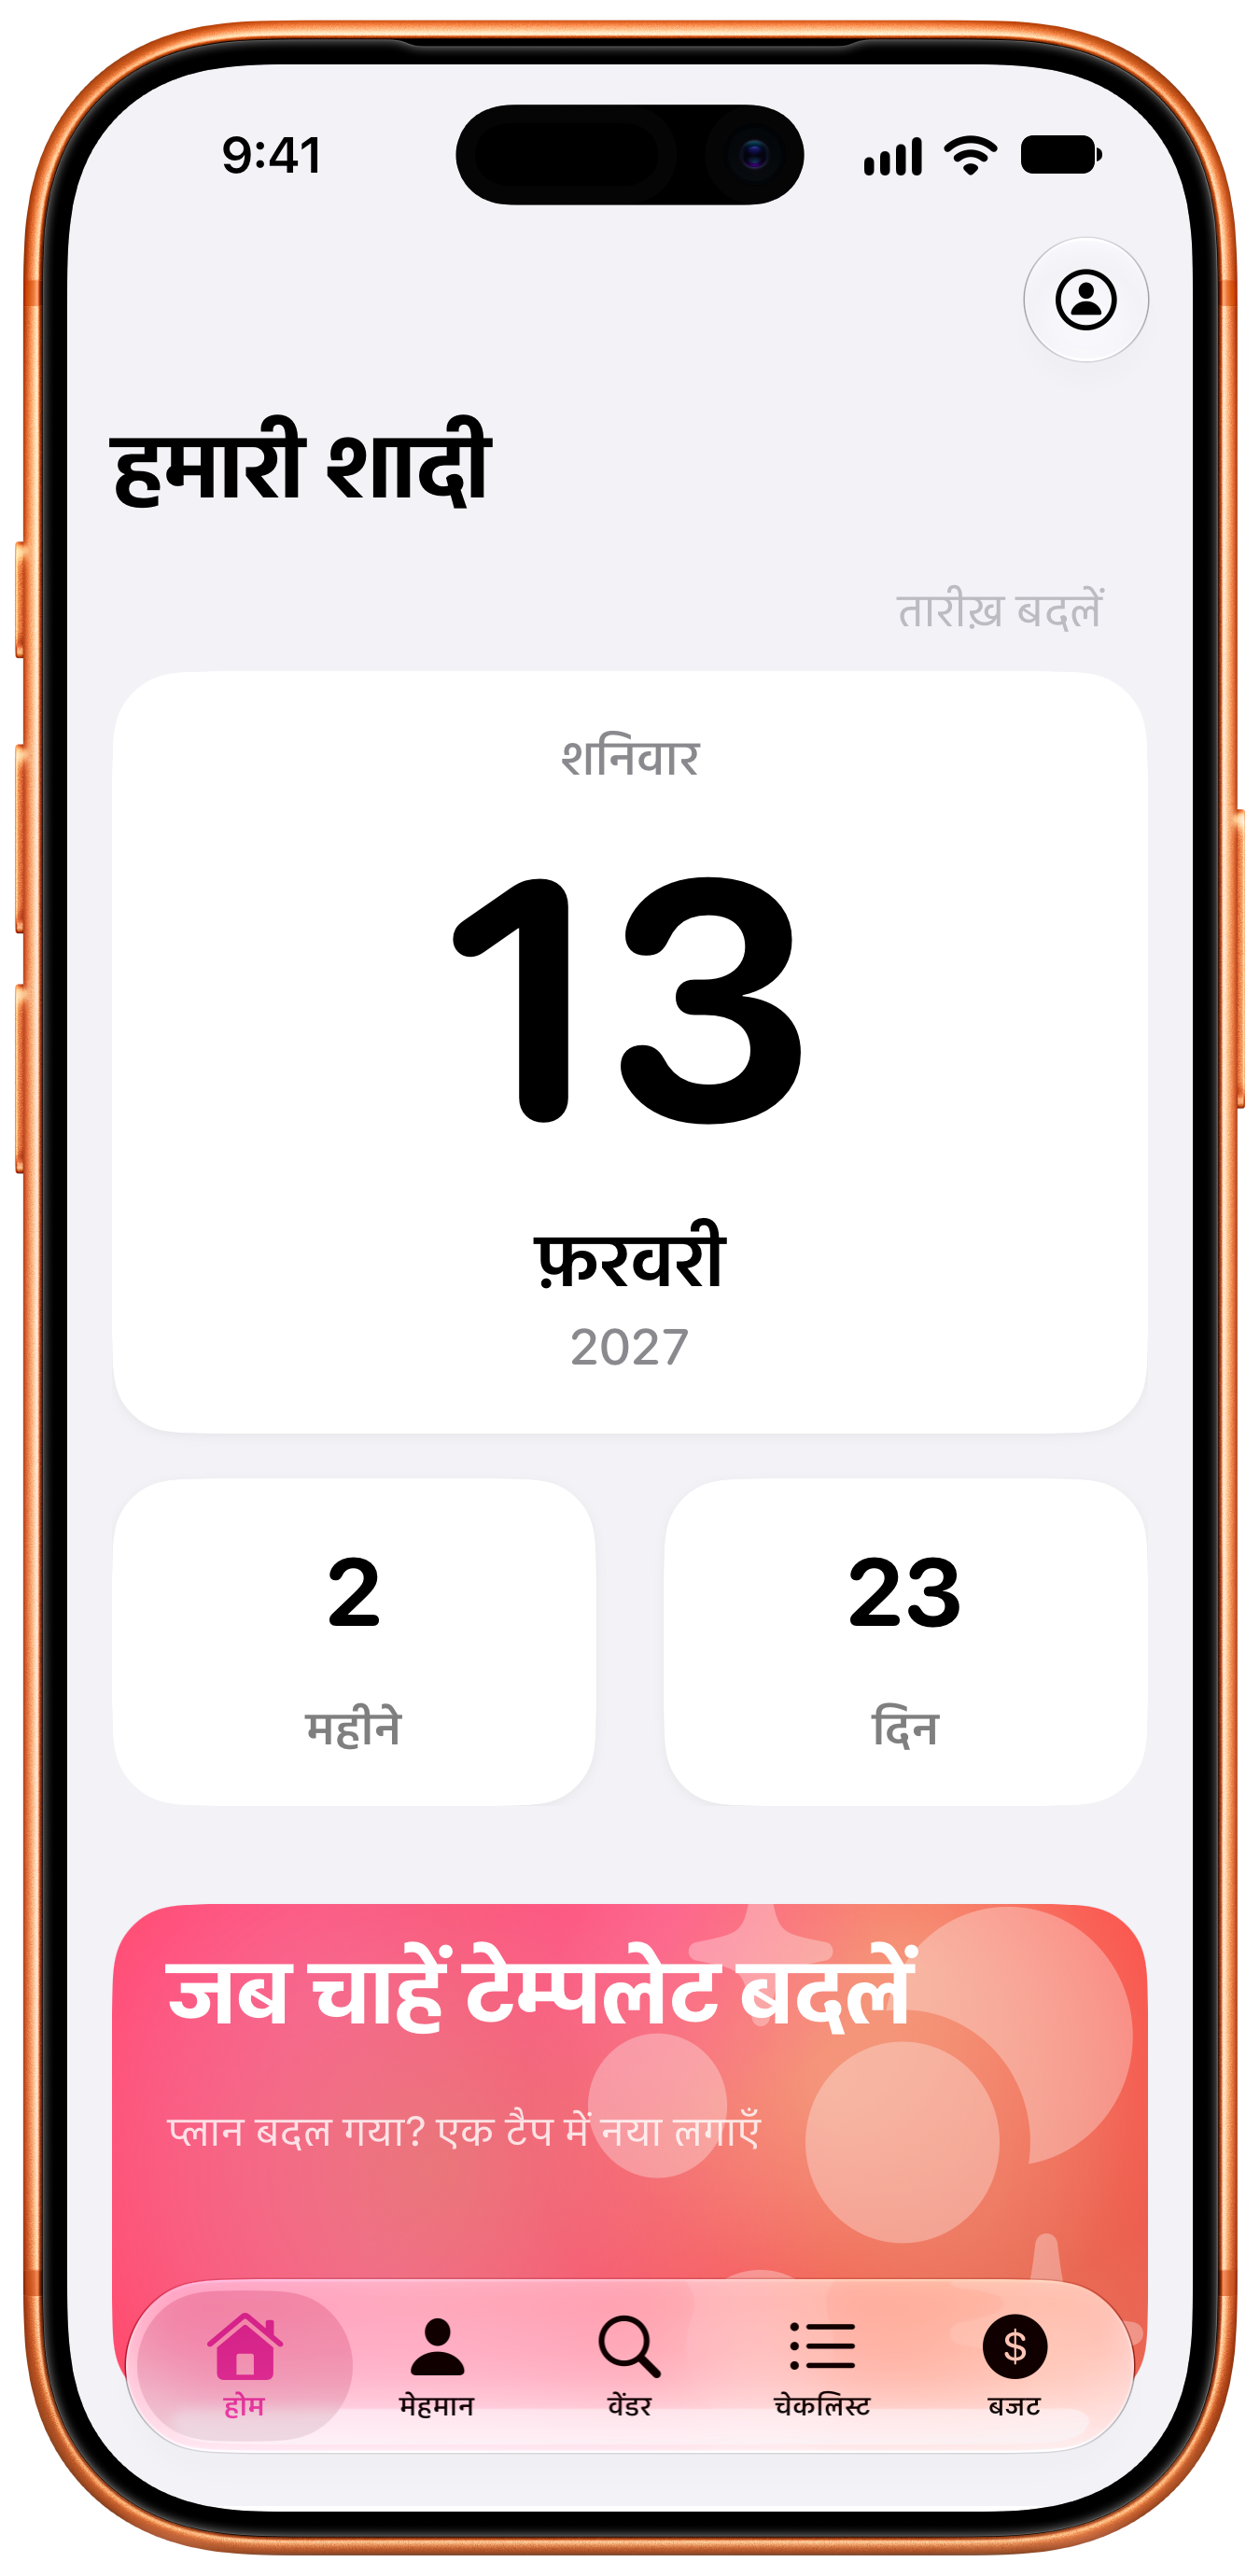 9:41
हमारी शादी
तारीख़ बदलें
शनिवार
13
फ़रवरी
2027
2
महीने
23
दिन
जब चाहें टेम्पलेट बदलें
प्लान बदल गया? एक टैप में नया लगाएँ
होम
मेहमान
वेंडर
चेकलिस्ट
$
बजट